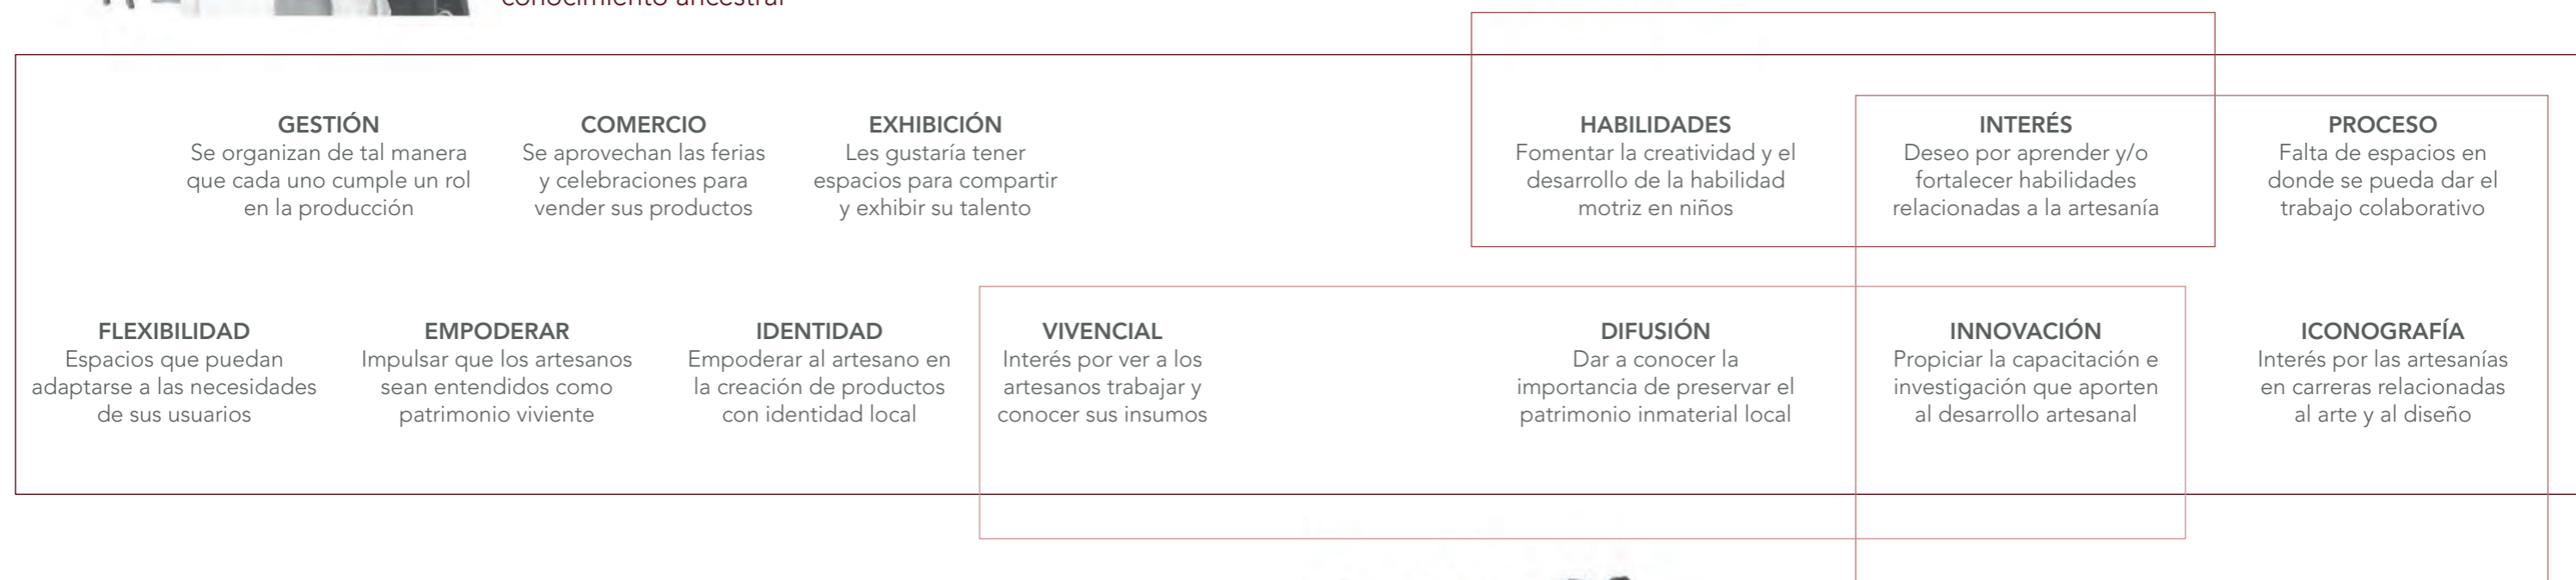 conocimiento ancestral
GESTIÓN
Se organizan de tal manera
que cada uno cumple un rol
en la producción
COMERCIO
Se aprovechan las ferias
y celebraciones para
vender sus productos
EXHIBICIÓN
Les gustaría tener
espacios para compartir
y exhibir su talento
HABILIDADES
Fomentar la creatividad y el
desarrollo de la habilidad
motriz en niños
INTERÉS
Deseo por aprender y/o
fortalecer habilidades
relacionadas a la artesanía
PROCESO
Falta de espacios en
donde se pueda dar el
trabajo colaborativo
FLEXIBILIDAD
Espacios que puedan
adaptarse a las necesidades
de sus usuarios
EMPODERAR
Impulsar que los artesanos
sean entendidos como
patrimonio viviente
IDENTIDAD
Empoderar al artesano en
la creación de productos
con identidad local
VIVENCIAL
Interés por ver a los
artesanos trabajar y
conocer sus insumos
DIFUSIÓN
Dar a conocer la
importancia de preservar el
patrimonio inmaterial local
INNOVACIÓN
Propiciar la capacitación e
investigación que aporten
al desarrollo artesanal
ICONOGRAFÍA
Interés por las artesanías
en carreras relacionadas
al arte y al diseño